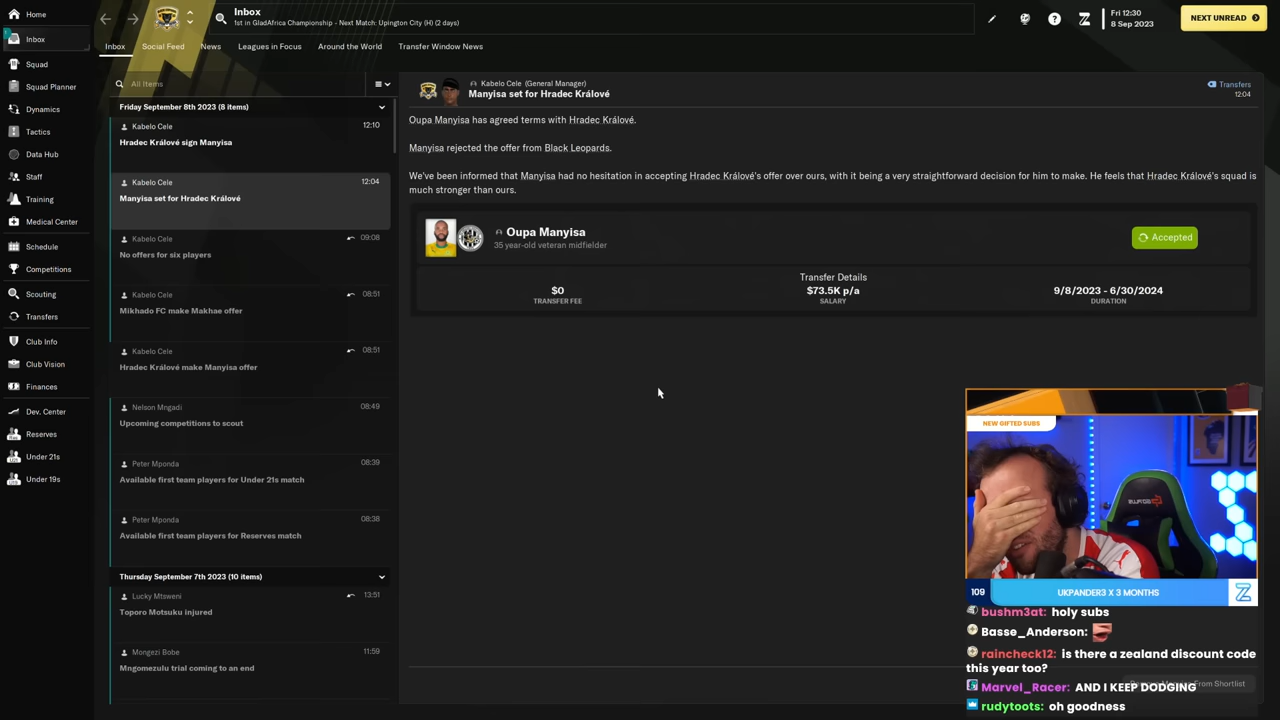 Home
Inbox
Squad
Squad Planner
Dynamics
Tactics
Data Hub
Staff
Training
Medical Center
Schedule
Competitions
Scouting
Transfers
Club Info
Club Vision
Finances
Dev. Center
Reserves
Under 21s
Under 19s
Inbox
1st in GladAfrica Championship - Next Match: Upington City (H) (2 days)
Fri 12:30
8 Sep 2023
NEXT UNREAD
Inbox
Social Feed
News
Leagues in Focus
Around the World
Transfer Window News
All Items
Friday September 8th 2023 (8 items)
Kabelo Cele 12:10
Hradec Králové sign Manyisa
Kabelo Cele 12:04
Manyisa set for Hradec Králové
Kabelo Cele 09:08
No offers for six players
Kabelo Cele 08:51
Mikhado FC make Makhae offer
Kabelo Cele 08:51
Hradec Králové make Manyisa offer
Nelson Mngadi 08:49
Upcoming competitions to scout
Peter Mponda 08:39
Available first team players for Under 21s match
Peter Mponda 08:38
Available first team players for Reserves match
Thursday September 7th 2023 (10 items)
Lucky Mtsweni 13:51
Toporo Motsuku injured
Mongezi Bobe 11:59
Mngomezulu trial coming to an end
Kabelo Cele (General Manager)
Manyisa set for Hradec Králové
Transfers
12:04
Oupa Manyisa has agreed terms with Hradec Králové.
Manyisa rejected the offer from Black Leopards.
We've been informed that Manyisa had no hesitation in accepting Hradec Králové's offer over ours, with it being a very straightforward decision for him to make. He feels that Hradec Králové's squad is
much stronger than ours.
Oupa Manyisa
35 year-old veteran midfielder
Accepted
Transfer Details
$0
TRANSFER FEE
$73.5K p/a
SALARY
9/8/2023 - 6/30/2024
DURATION
NEW GIFTED SUBS
109
UKPANDER3 X 3 MONTHS
bushm3at: holy subs
Basse_Anderson:
raincheck12: is there a zealand discount code
this year too?
Marvel_Racer: AND I KEEP DODGING
From Shortlist
rudytoots: oh goodness